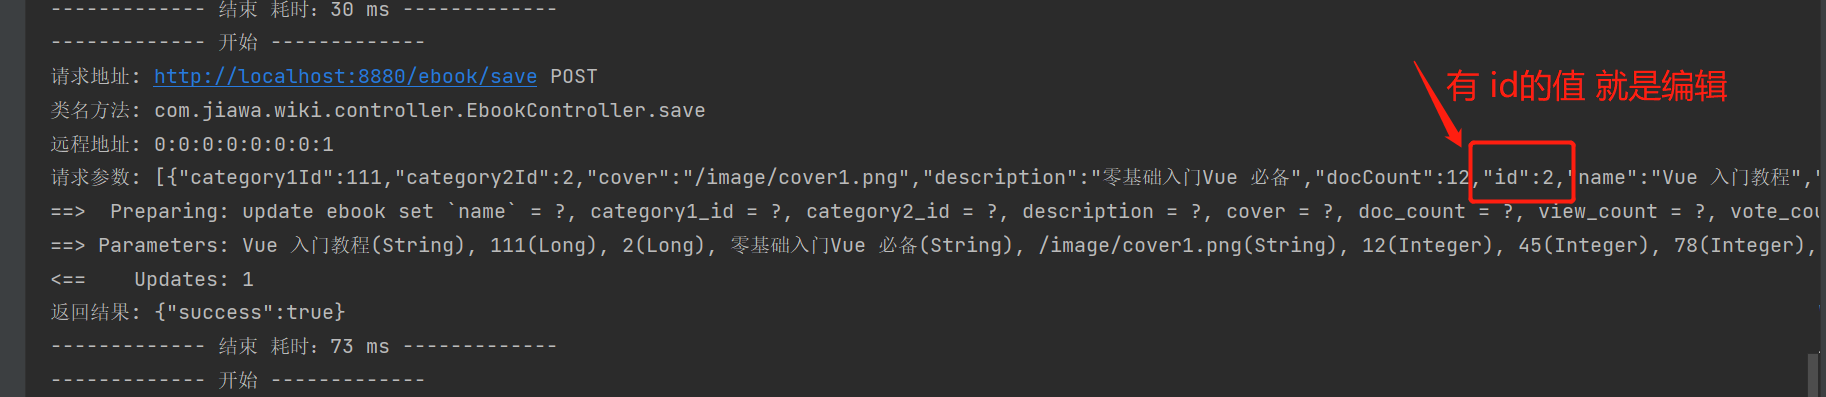 ------------- 结束 耗时：30 ms -------------
------------- 开始 -------------
请求地址: http://localhost:8880/ebook/save POST
有 id的值 就是编辑
类名方法: com.jiawa.wiki.controller.EbookController.save
远程地址: 0:0:0:0:0:0:0:1
请求参数: [{"category1Id":111,"category2Id":2,"cover":"/image/cover1.png","description":"零基础入门Vue 必备","docCount":12,"id":2,"name":"Vue 入门教程","
==>  Preparing: update ebook set `name` = ?, category1_id = ?, category2_id = ?, description = ?, cover = ?, doc_count = ?, view_count = ?, vote_cou
==> Parameters: Vue 入门教程(String), 111(Long), 2(Long), 零基础入门Vue 必备(String), /image/cover1.png(String), 12(Integer), 45(Integer), 78(Integer),
<==    Updates: 1
返回结果: {"success":true}
------------- 结束 耗时：73 ms -------------
------------- 开始 -------------